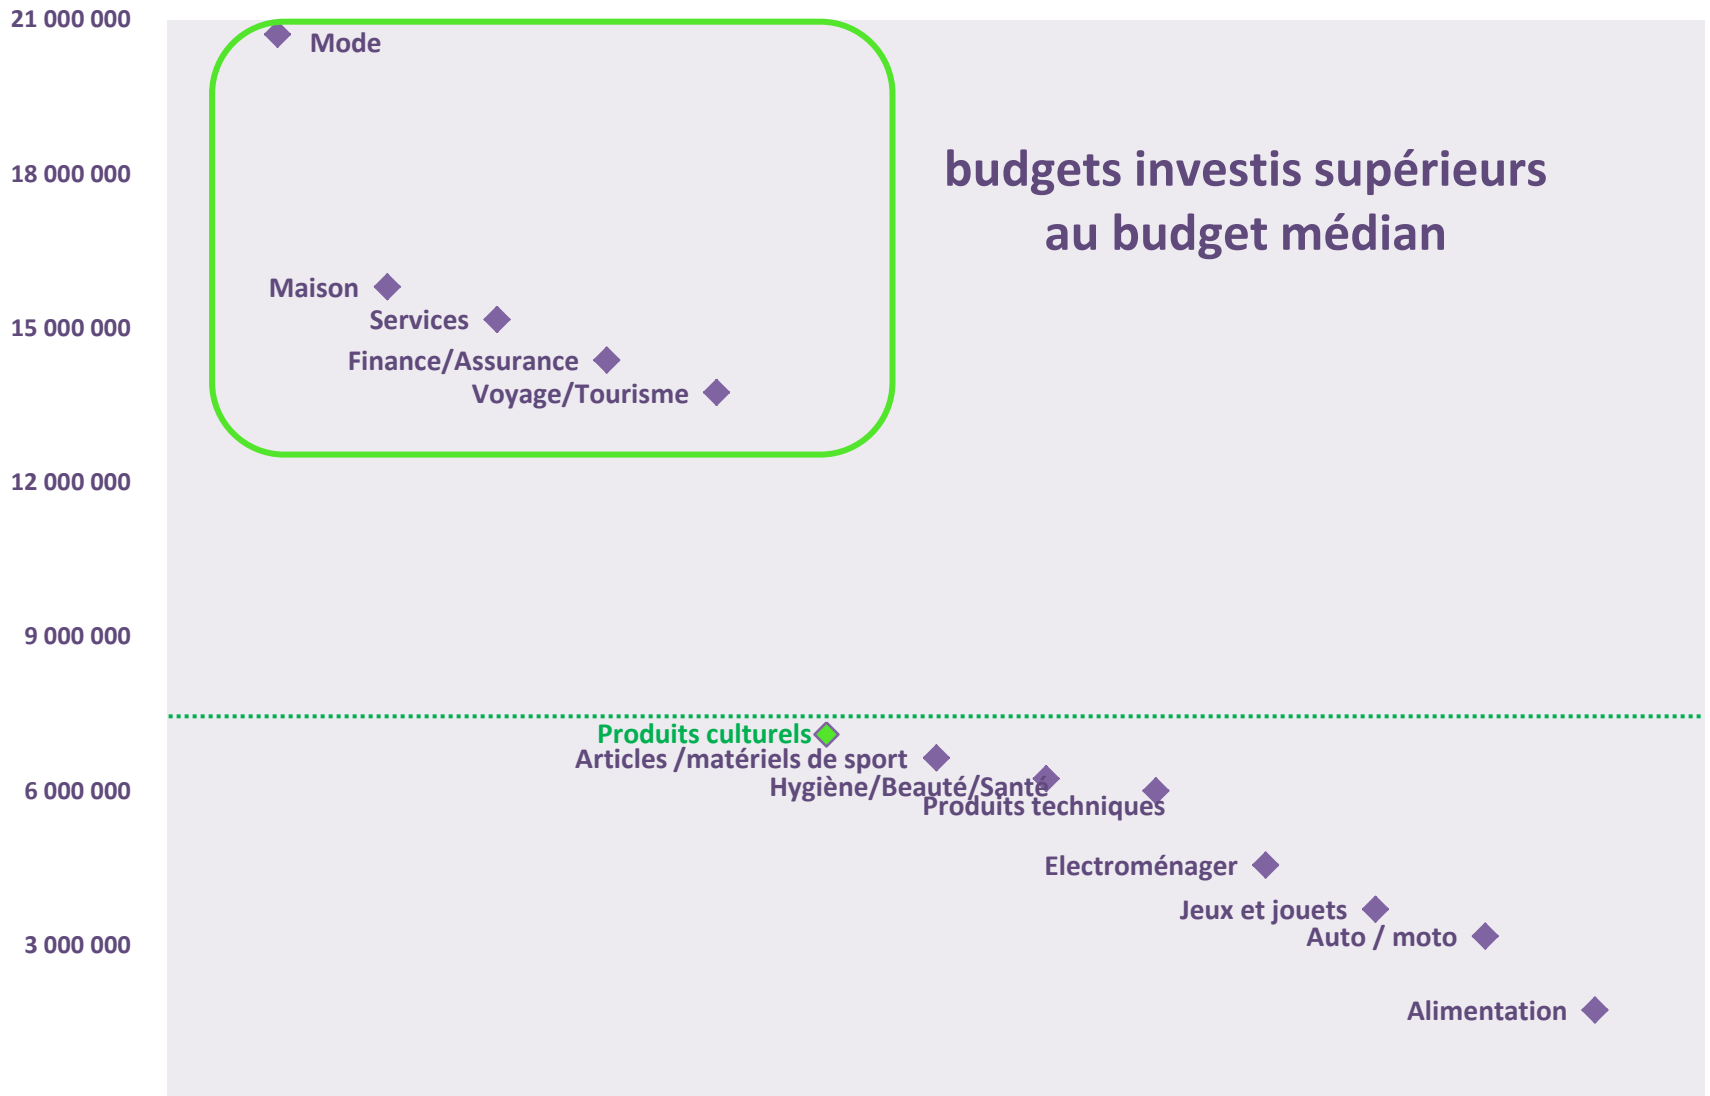 21 000 000
Mode
18 000 000
budgets investis supérieurs
au budget médian
Maison
15 000 000
Services
Finance/Assurance
Voyage/Tourisme
12 000 000
9 000 000
Produits culturels
Articles /matériels de sport
6 000 000
Hygiène/Beauté/Santé
Produits techniques
Electroménager
Jeux et jouets
3 000 000
Auto / moto
Alimentation